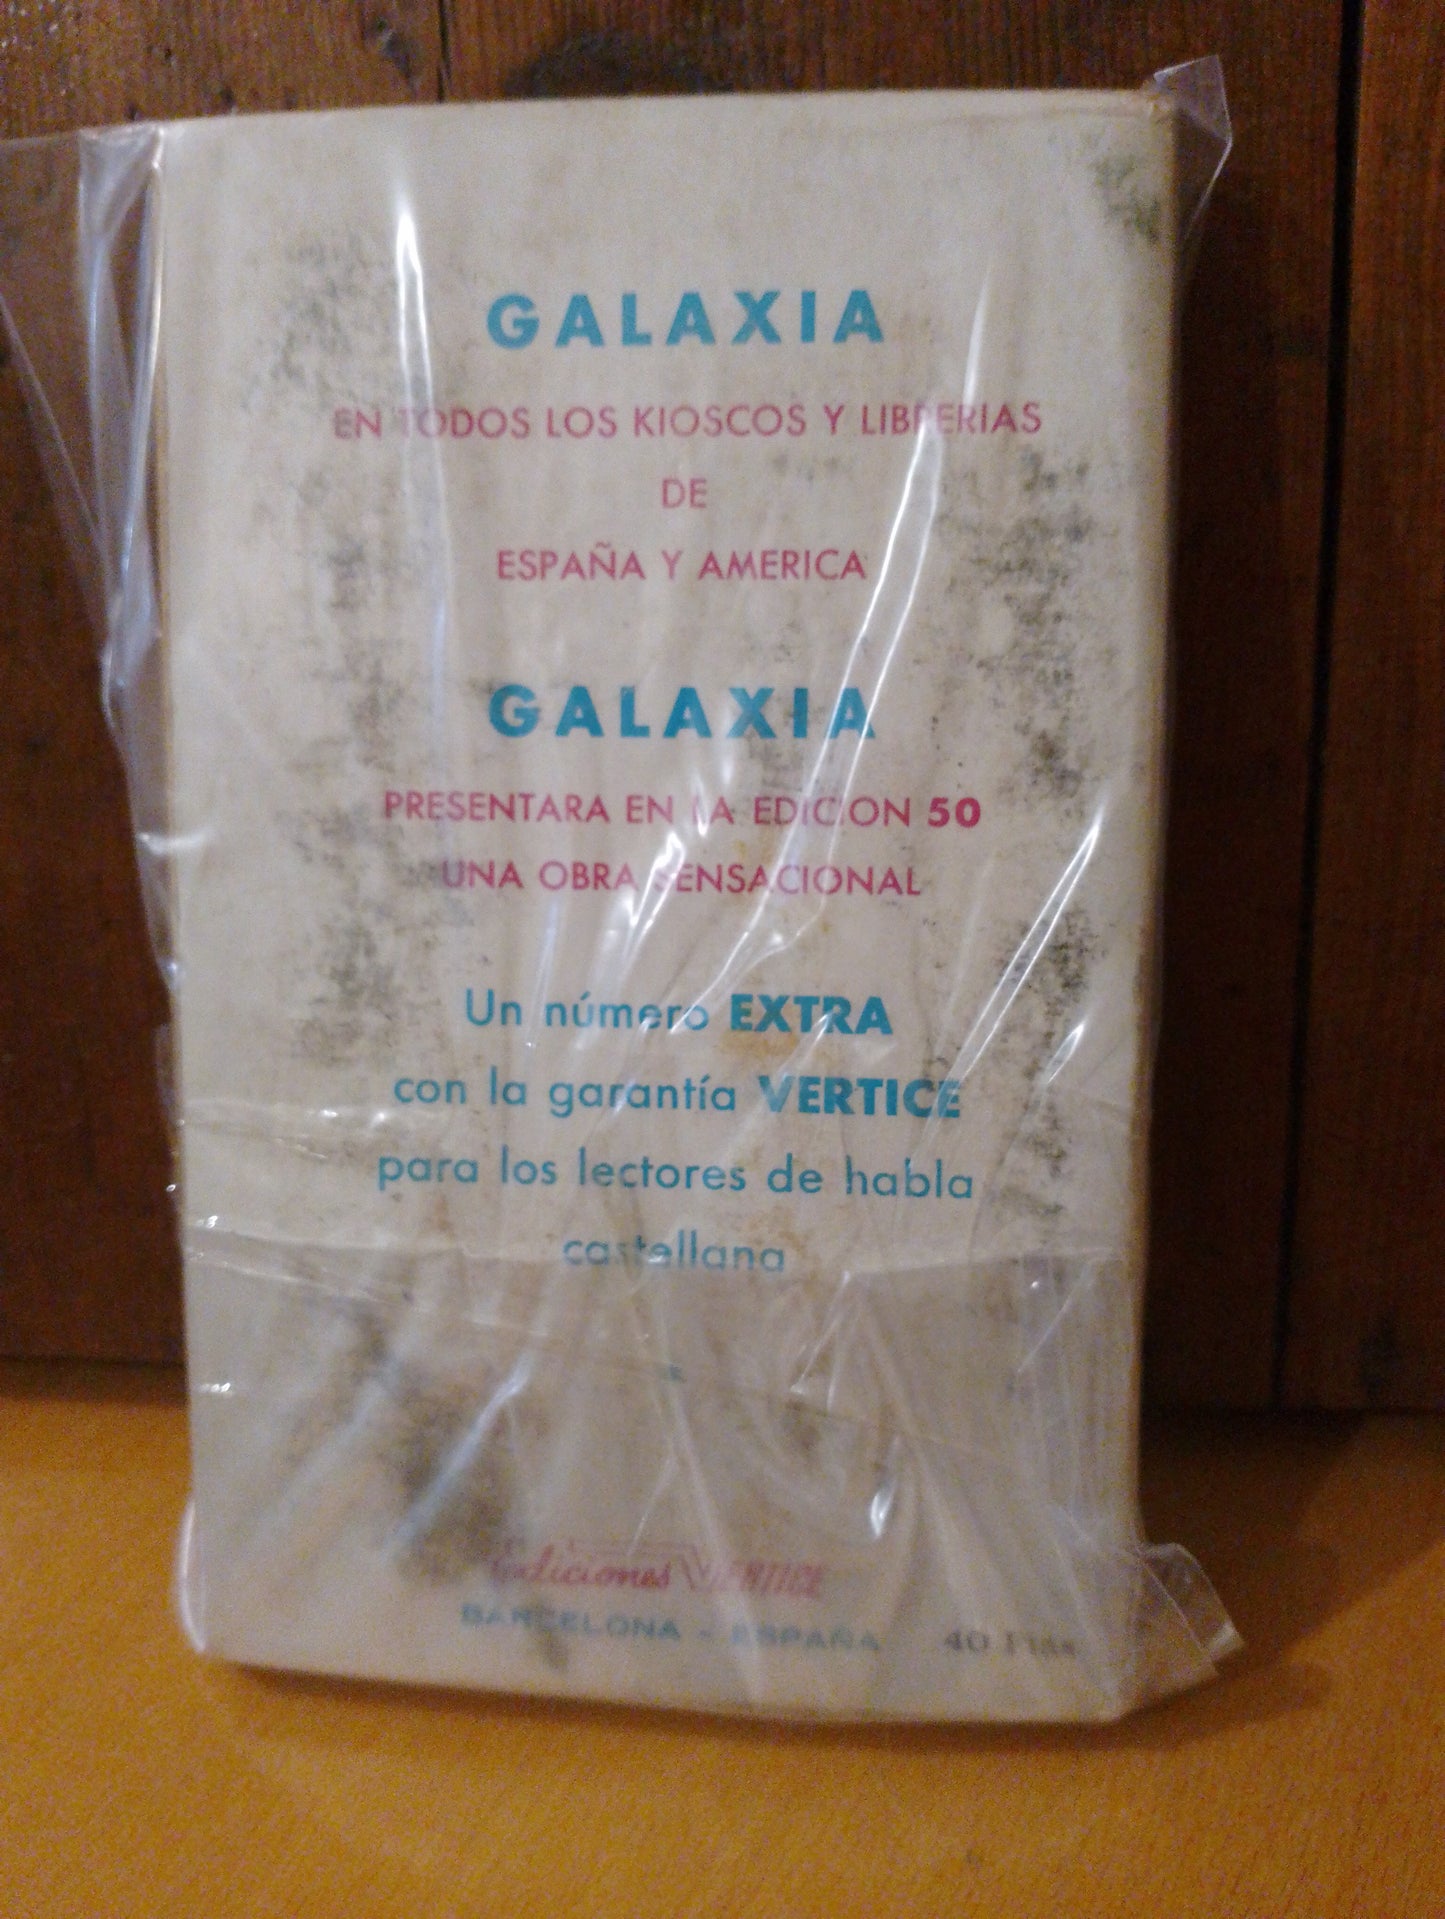 GALAXIA
EN TODOS LOS KIOSCOS Y LIBRERIAS
DE
ESPAÑA Y AMERICA
GALAXIA
PRESENTARA EN LA EDICION 50
UNA OBRA SENSACIONAL
Un número EXTRA
con la garantía VERTICE
para los lectores de habla
castellana
Ediciones VERTICE
BARCELONA - ESPAÑA 40 Ptas